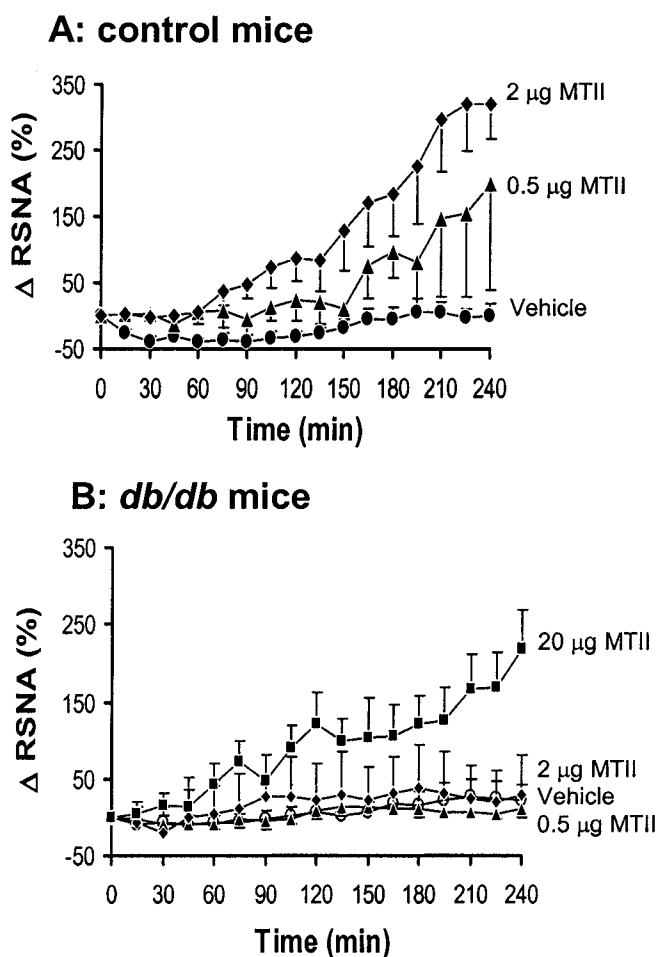 A: control mice
Δ RSNA (%)
350
250
150
50
-50
2 µg MTII
0.5 µg MTII
Vehicle
0 30 60 90 120 150 180 210 240
Time (min)
B: db/db mice
Δ RSNA (%)
350
250
150
50
-50
20 µg MTII
2 µg MTII
Vehicle
0.5 µg MTII
0 30 60 90 120 150 180 210 240
Time (min)